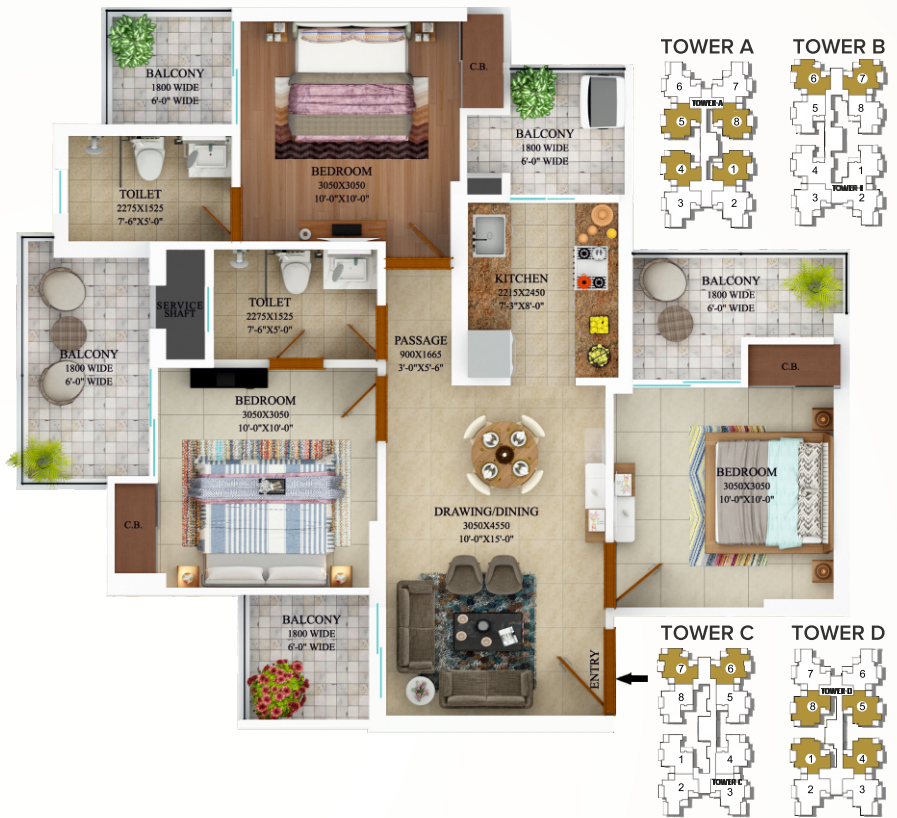 TOWER A
6
7
TOWER-A
5
8
4
1
3
2
TOWER B
6
7
5
8
4
1
TOWER-B
3
2
BALCONY
1800 WIDE
6'-0" WIDE
C.B.
BALCONY
1800 WIDE
6'-0" WIDE
BEDROOM
3050X3050
10'-0"X10'-0"
TOILET
2275X1525
7'-6"X5'-0"
KITCHEN
2215X2450
7'-3"X8'-0"
BALCONY
1800 WIDE
6'-0" WIDE
SERVICE
SHAFT
TOILET
2275X1525
7'-6"X5'-0"
PASSAGE
900X1665
3'-0"X5'-6"
BALCONY
1800 WIDE
6'-0" WIDE
C.B.
BEDROOM
3050X3050
10'-0"X10'-0"
BEDROOM
3050X3050
10'-0"X10'-0"
C.B.
DRAWING/DINING
3050X4550
10'-0"X15'-0"
BALCONY
1800 WIDE
6'-0" WIDE
ENTRY
TOWER C
7
6
8
5
1
4
TOWER-C
2
3
TOWER D
7
6
TOWER-D
8
5
1
4
2
3